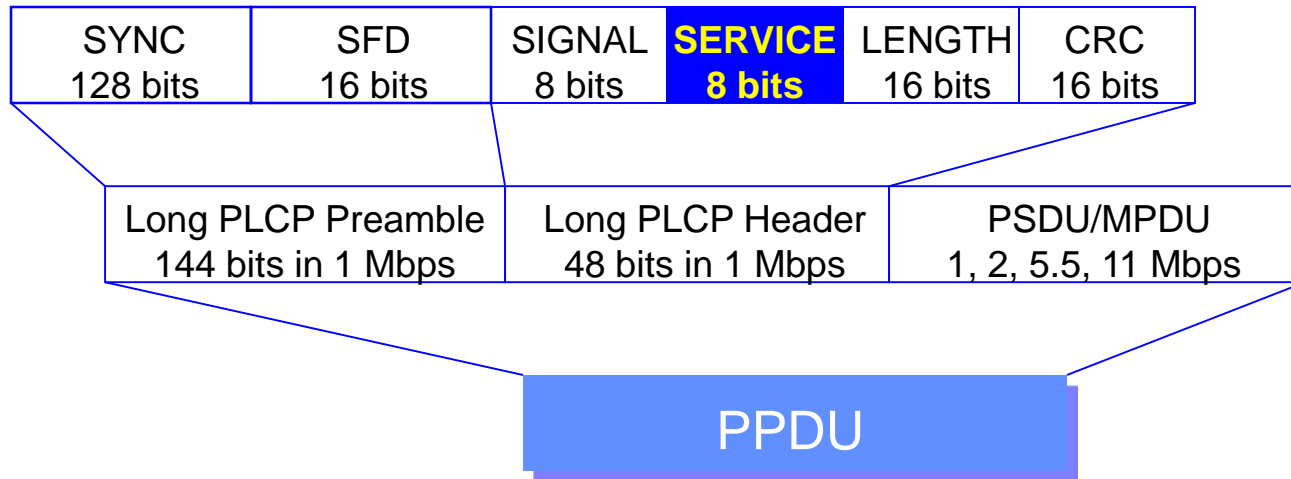 SYNC SFD SIGNAL SERVICE LENGTH CRC
128 bits 16 bits 8 bits 8 bits 16 bits 16 bits
Long PLCP Preamble Long PLCP Header PSDU/MPDU
144 bits in 1 Mbps 48 bits in 1 Mbps 1, 2, 5.5, 11 Mbps
PPDU